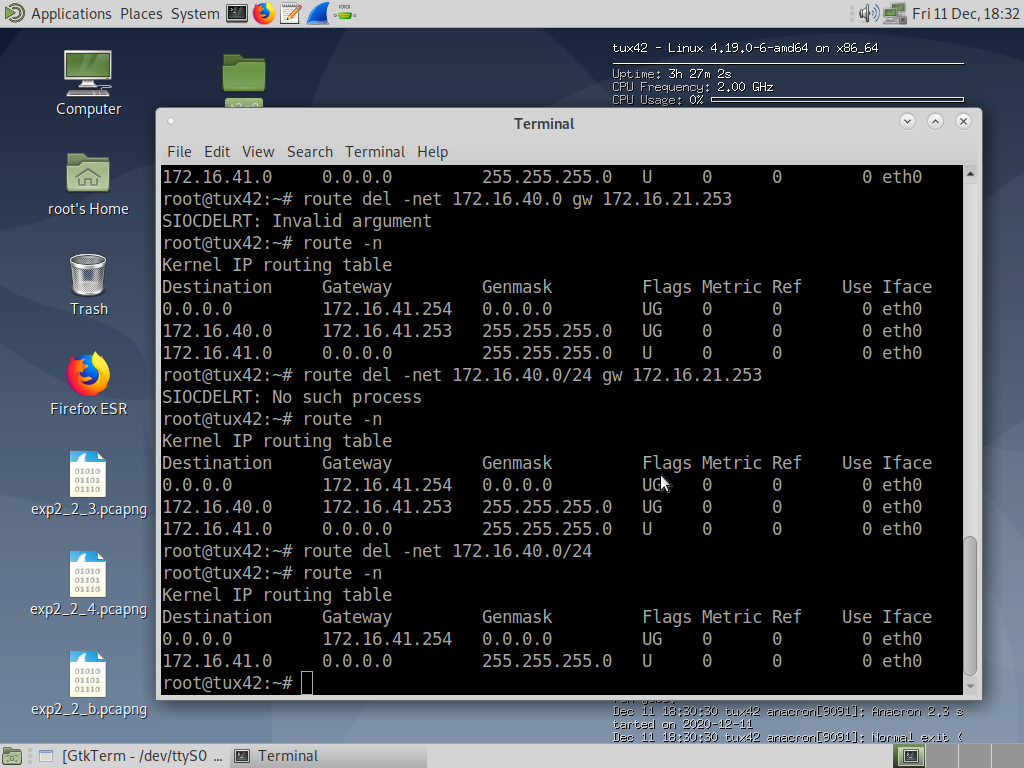 Applications Places System Fri 11 Dec, 18:32
tux42 - Linux 4.19.0-6-amd64 on x86_64
Uptime: 3h 27m 2s
CPU Frequency: 2.00 GHz
CPU Usage: 0%
Computer
root's Home
Trash
Firefox ESR
exp2_2_3.pcapng
exp2_2_4.pcapng
exp2_2_b.pcapng
Terminal
File Edit View Search Terminal Help
172.16.41.0 0.0.0.0 255.255.255.0 U 0 0 0 eth0
root@tux42:~# route del -net 172.16.40.0 gw 172.16.21.253
SIOCDELRT: Invalid argument
root@tux42:~# route -n
Kernel IP routing table
Destination Gateway Genmask Flags Metric Ref Use Iface
0.0.0.0 172.16.41.254 0.0.0.0 UG 0 0 0 eth0
172.16.40.0 172.16.41.253 255.255.255.0 UG 0 0 0 eth0
172.16.41.0 0.0.0.0 255.255.255.0 U 0 0 0 eth0
root@tux42:~# route del -net 172.16.40.0/24 gw 172.16.21.253
SIOCDELRT: No such process
root@tux42:~# route -n
Kernel IP routing table
Destination Gateway Genmask Flags Metric Ref Use Iface
0.0.0.0 172.16.41.254 0.0.0.0 UG 0 0 0 eth0
172.16.40.0 172.16.41.253 255.255.255.0 UG 0 0 0 eth0
172.16.41.0 0.0.0.0 255.255.255.0 U 0 0 0 eth0
root@tux42:~# route del -net 172.16.40.0/24
root@tux42:~# route -n
Kernel IP routing table
Destination Gateway Genmask Flags Metric Ref Use Iface
0.0.0.0 172.16.41.254 0.0.0.0 UG 0 0 0 eth0
172.16.41.0 0.0.0.0 255.255.255.0 U 0 0 0 eth0
root@tux42:~#
Dec 11 18:30:30 tux42 anacron[9091]: Anacron 2.3 s
tarted on 2020-12-11
Dec 11 18:30:30 tux42 anacron[9091]: Normal exit (
[GtkTerm - /dev/ttyS0 ... Terminal